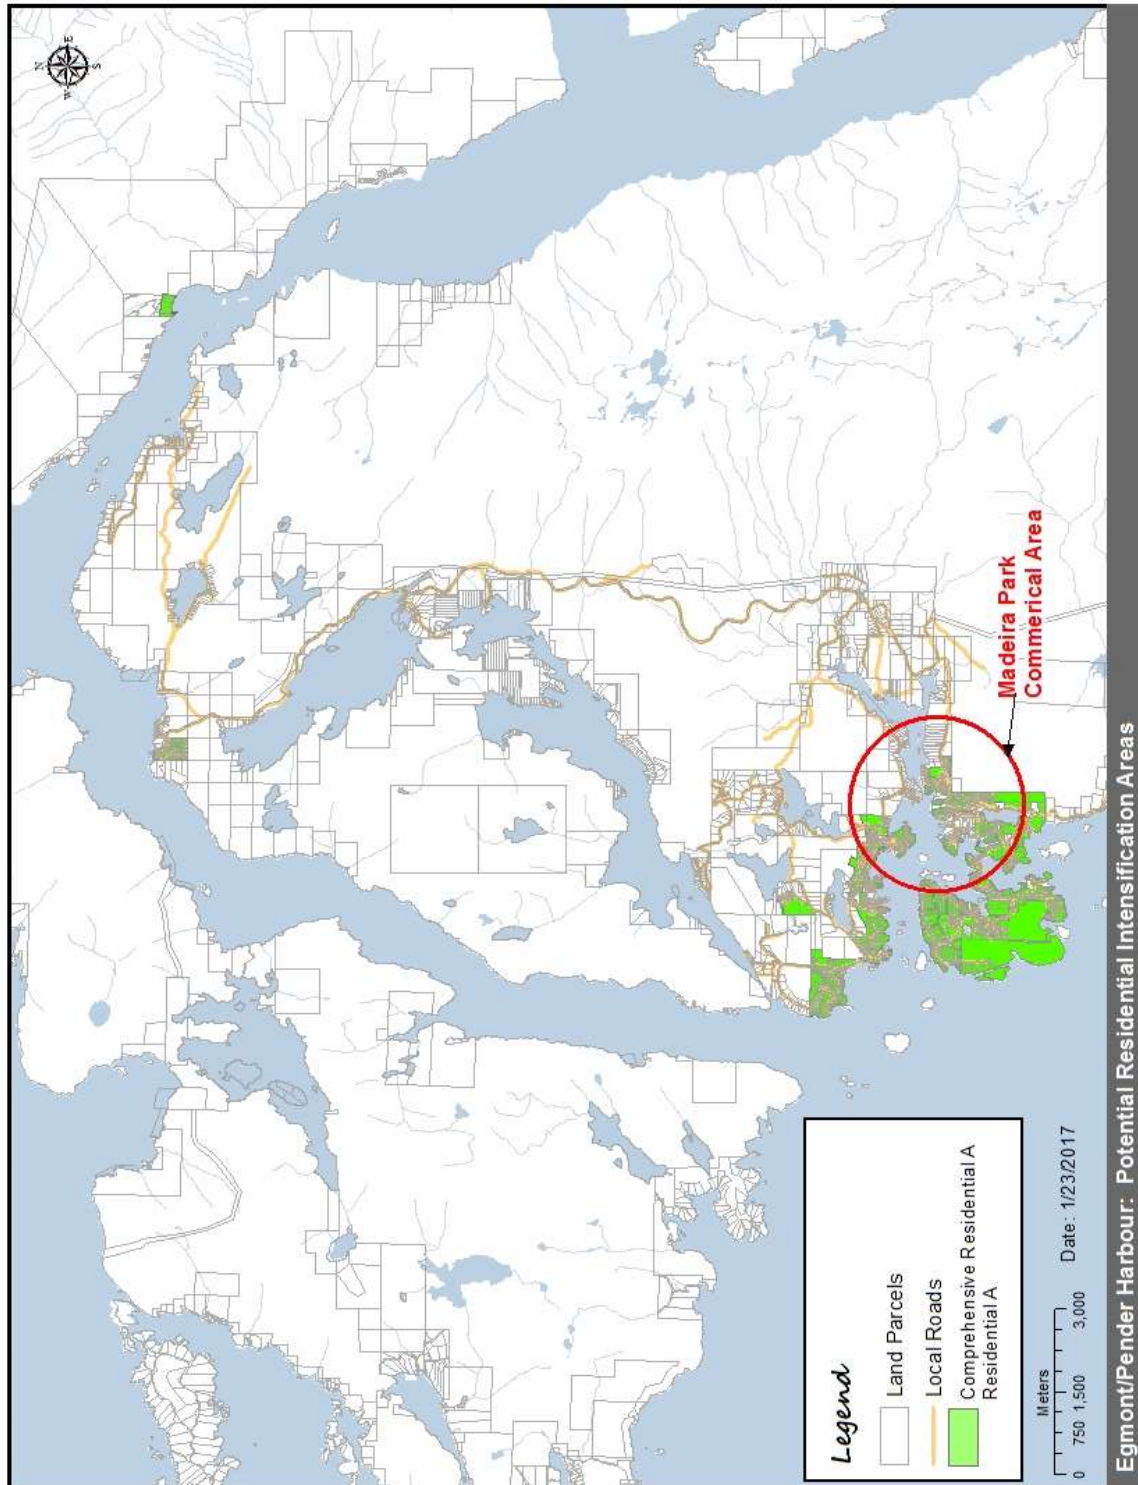 N
E
S
W
Madeira Park
Commerical Area
Legend
Land Parcels
Local Roads
Comprehensive Residential A
Residential A
Meters
0 750 1,500 3,000
Date: 1/23/2017
Egmont/Pender Harbour: Potential Residential Intensification Areas